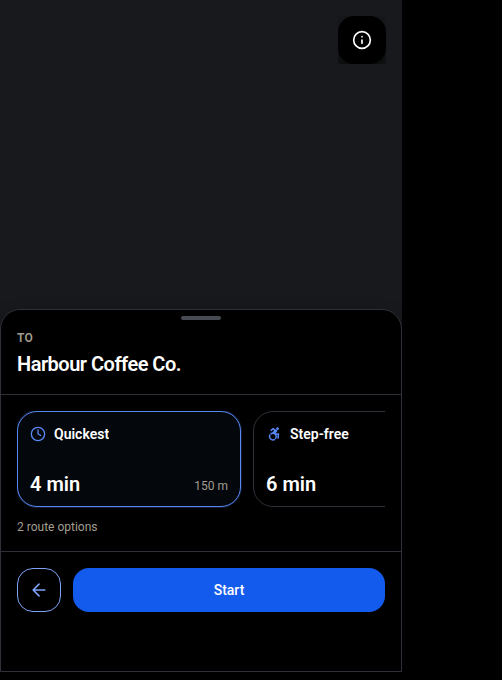 TO
Harbour Coffee Co.
Quickest
4 min
150 m
Step-free
6 min
2 route options
Start